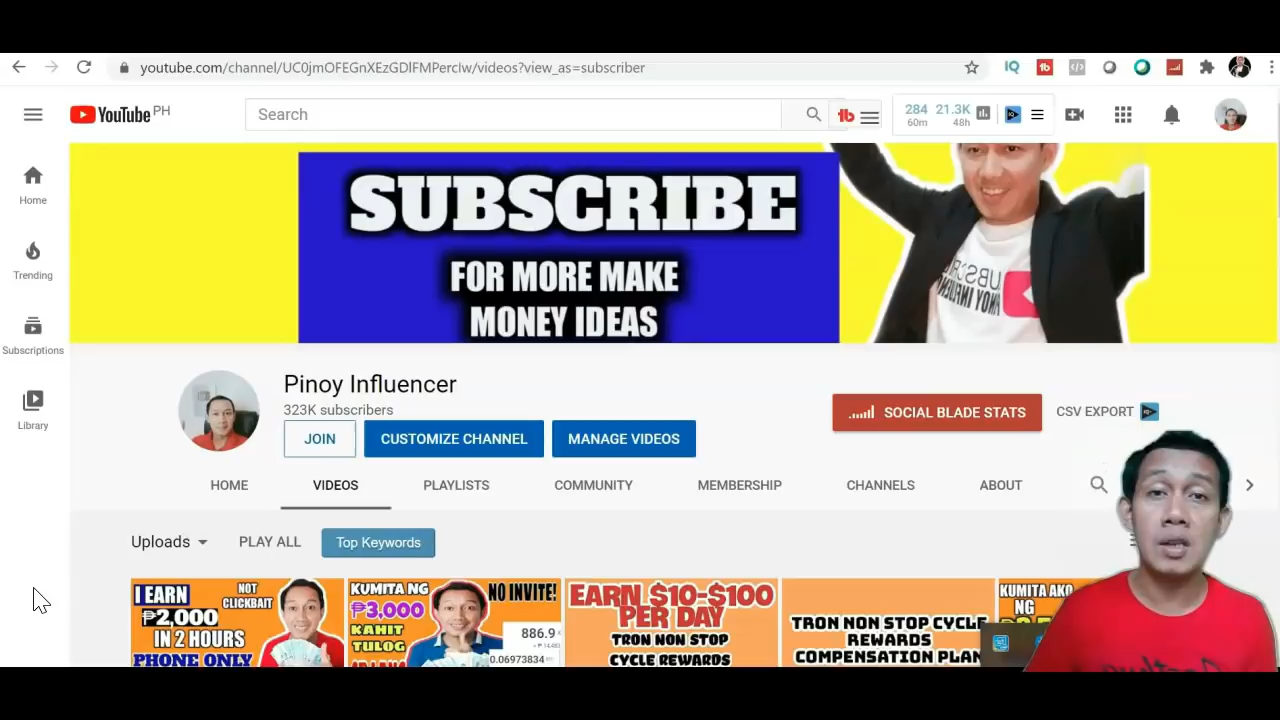 youtube.com/channel/UC0jmOFEGnXEzGDlFMPercIw/videos?view_as=subscriber
YouTube PH
Search
284 21.3K
60m 48h
SUBSCRIBE
FOR MORE MAKE
MONEY IDEAS
Home
Trending
Subscriptions
Library
Pinoy Influencer
323K subscribers
JOIN
CUSTOMIZE CHANNEL
MANAGE VIDEOS
SOCIAL BLADE STATS
CSV EXPORT
HOME
VIDEOS
PLAYLISTS
COMMUNITY
MEMBERSHIP
CHANNELS
ABOUT
Uploads
PLAY ALL
Top Keywords
I EARN
₱2,000
IN 2 HOURS
PHONE ONLY
NOT
CLICKBAIT
KUMITA NG
₱3,000
KAHIT
TULOG
NO INVITE!
886.9
0.06973834
EARN $10-$100
PER DAY
TRON NON STOP
CYCLE REWARDS
TRON NON STOP CYCLE
REWARDS
COMPENSATION PLAN
KUMITA AKO
NG